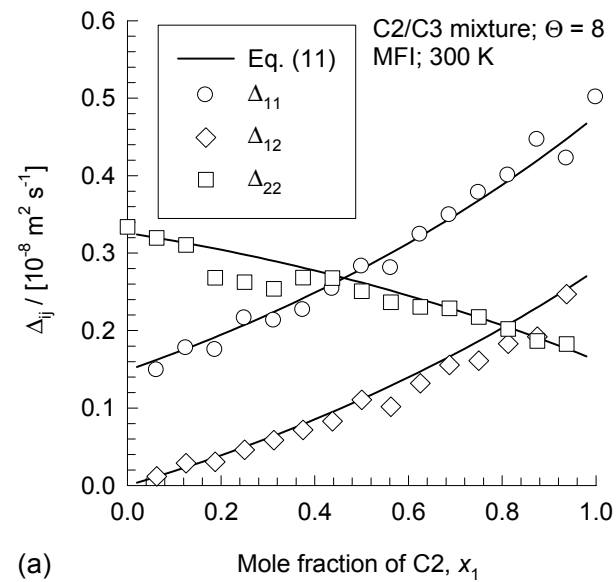 C2/C3 mixture; Θ = 8
MFI; 300 K
Eq. (11)
Δ11
Δ12
Δ22
Δij / [10-8 m2 s-1]
0.6
0.5
0.4
0.3
0.2
0.1
0.0
0.0 0.2 0.4 0.6 0.8 1.0
(a) Mole fraction of C2, x1